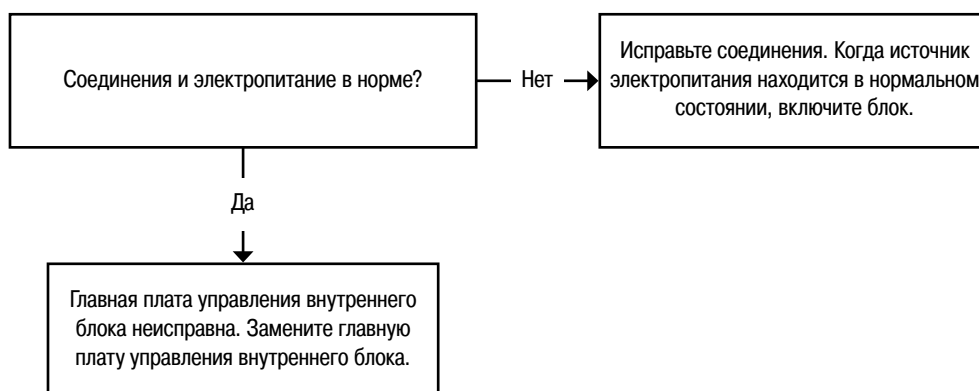 Соединения и электропитание в норме?
Нет
Исправьте соединения. Когда источник
электропитания находится в нормальном
состоянии, включите блок.
Да
Главная плата управления внутреннего
блока неисправна. Замените главную
плату управления внутреннего блока.